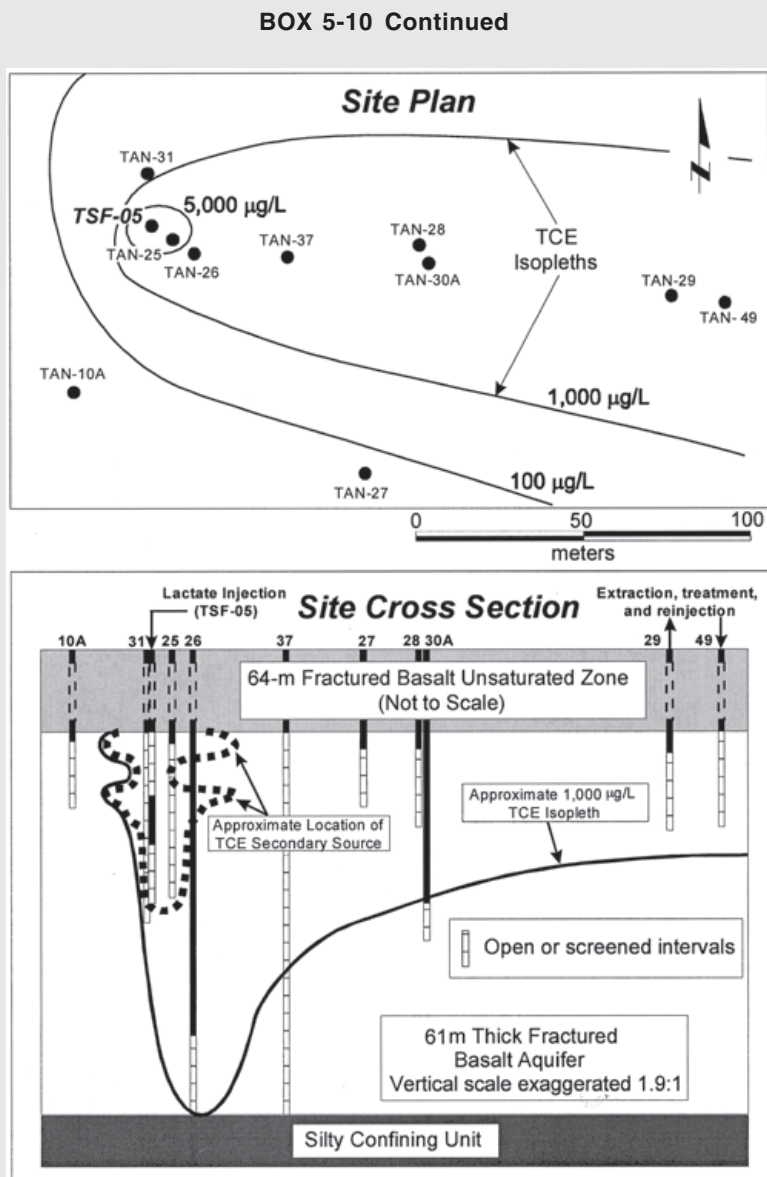 BOX 5-10 Continued
Site Plan
TAN-31
TSF-05
5,000 µg/L
TAN-25
TAN-26
TAN-37
TAN-28
TAN-30A
TCE
Isopleths
TAN-29
TAN- 49
N
TAN-10A
1,000 µg/L
100 µg/L
TAN-27
0 50 100
meters
Lactate Injection
(TSF-05)
Site Cross Section
Extraction, treatment,
and reinjection
10A 31 25 26 37 27 28 30A 29 49
64-m Fractured Basalt Unsaturated Zone
(Not to Scale)
Approximate 1,000 µg/L
TCE Isopleth
Approximate Location of
TCE Secondary Source
Open or screened intervals
61m Thick Fractured
Basalt Aquifer
Vertical scale exaggerated 1.9:1
Silty Confining Unit